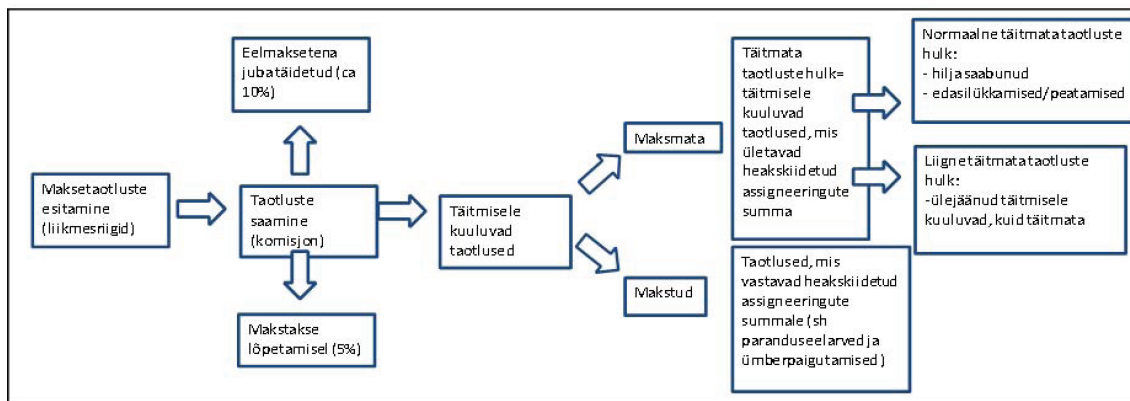 Maksetaotluste
esitamine
(liikmesriigid)
Eelmaksetena
juba täidetud (ca
10%)
Taotluste
saamine
(komisjon)
Makstakse
lõpetamisel (5%)
Täitmisele
kuuluvad
taotlused
Maksmata
Makstud
Täitmata
taotluste hulk=
täitmisele
kuuluvad
taotlused, mis
ületavad
heakskiidetud
assigneeringute
summa
Taotlused, mis
vastavad heakskiidetud
assigneeringute
summale (sh
paranduseelarved ja
ümberpaigutamised)
Normaalne täitmata taotluste
hulk:
- hilja saabunud
- edasilükkamised/peatamised
Liigne täitmata taotluste
hulk:
-ülejäänud täitmisele
kuuluvad, kuid täitmata